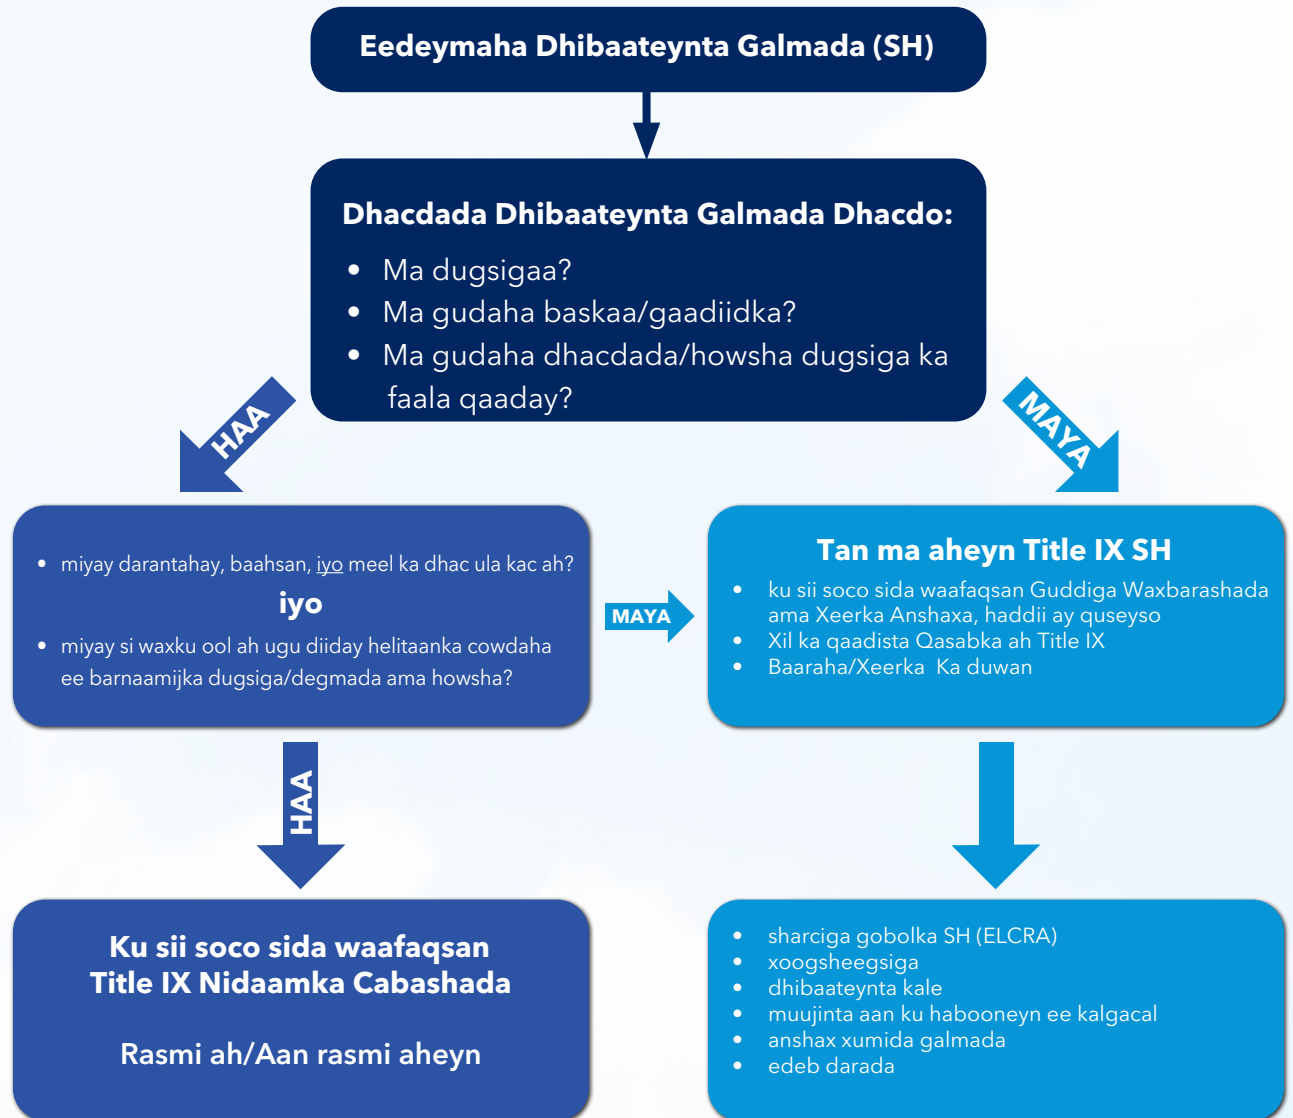 Eedeymaha Dhibaateynta Galmada (SH)
Dhacdada Dhibaateynta Galmada Dhacdo:
• Ma dugsigaa?
• Ma gudaha baskaa/gaadiidka?
• Ma gudaha dhacdada/howsha dugsiga ka
faala qaaday?
HAA
MAYA
• miyay darantahay, baahsan, iyo meel ka dhac ula kac ah?
iyo
• miyay si waxku ool ah ugu diiday helitaanka cowdaha
ee barnaamijka dugsiga/degmada ama howsha?
MAYA
Tan ma aheyn Title IX SH
• ku sii soco sida waafaqsan Guddiga Waxbarashada
ama Xeerka Anshaxa, haddii ay quseyso
• Xil ka qaadista Qasabka ah Title IX
• Baaraha/Xeerka Ka duwan
HAA
Ku sii soco sida waafaqsan
Title IX Nidaamka Cabashada
Rasmi ah/Aan rasmi aheyn
• sharciga gobolka SH (ELCRA)
• xoogsheegsiga
• dhibaateynta kale
• muujinta aan ku habooneyn ee kalgacal
• anshax xumida galmada
• edeb darada